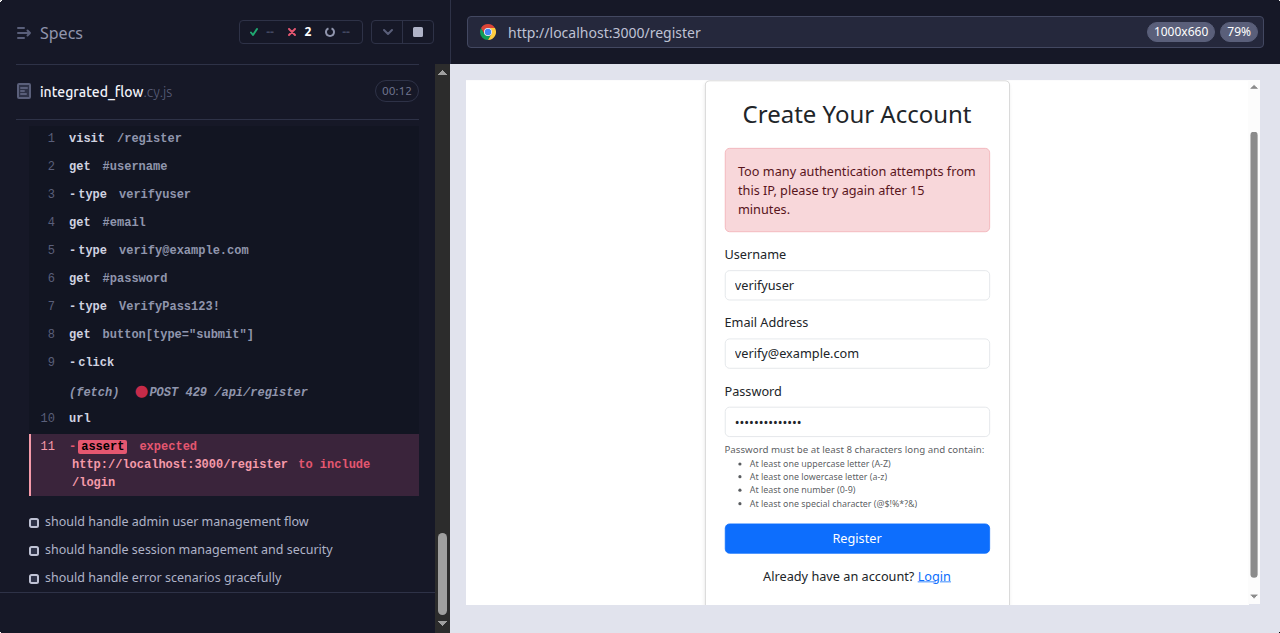 Specs
-- 2 --
integrated_flow.cy.js 00:12
1 visit /register
2 get #username
3 -type verifyuser
4 get #email
5 -type verify@example.com
6 get #password
7 -type VerifyPass123!
8 get button[type="submit"]
9 -click
(fetch) POST 429 /api/register
10 url
11 -assert expected
http://localhost:3000/register to include
/login
should handle admin user management flow
should handle session management and security
should handle error scenarios gracefully
http://localhost:3000/register 1000x660 79%
Create Your Account
Too many authentication attempts from
this IP, please try again after 15
minutes.
Username
verifyuser
Email Address
verify@example.com
Password
••••••••••••••
Password must be at least 8 characters long and contain:
• At least one uppercase letter (A-Z)
• At least one lowercase letter (a-z)
• At least one number (0-9)
• At least one special character (@$!%*?&)
Register
Already have an account? Login